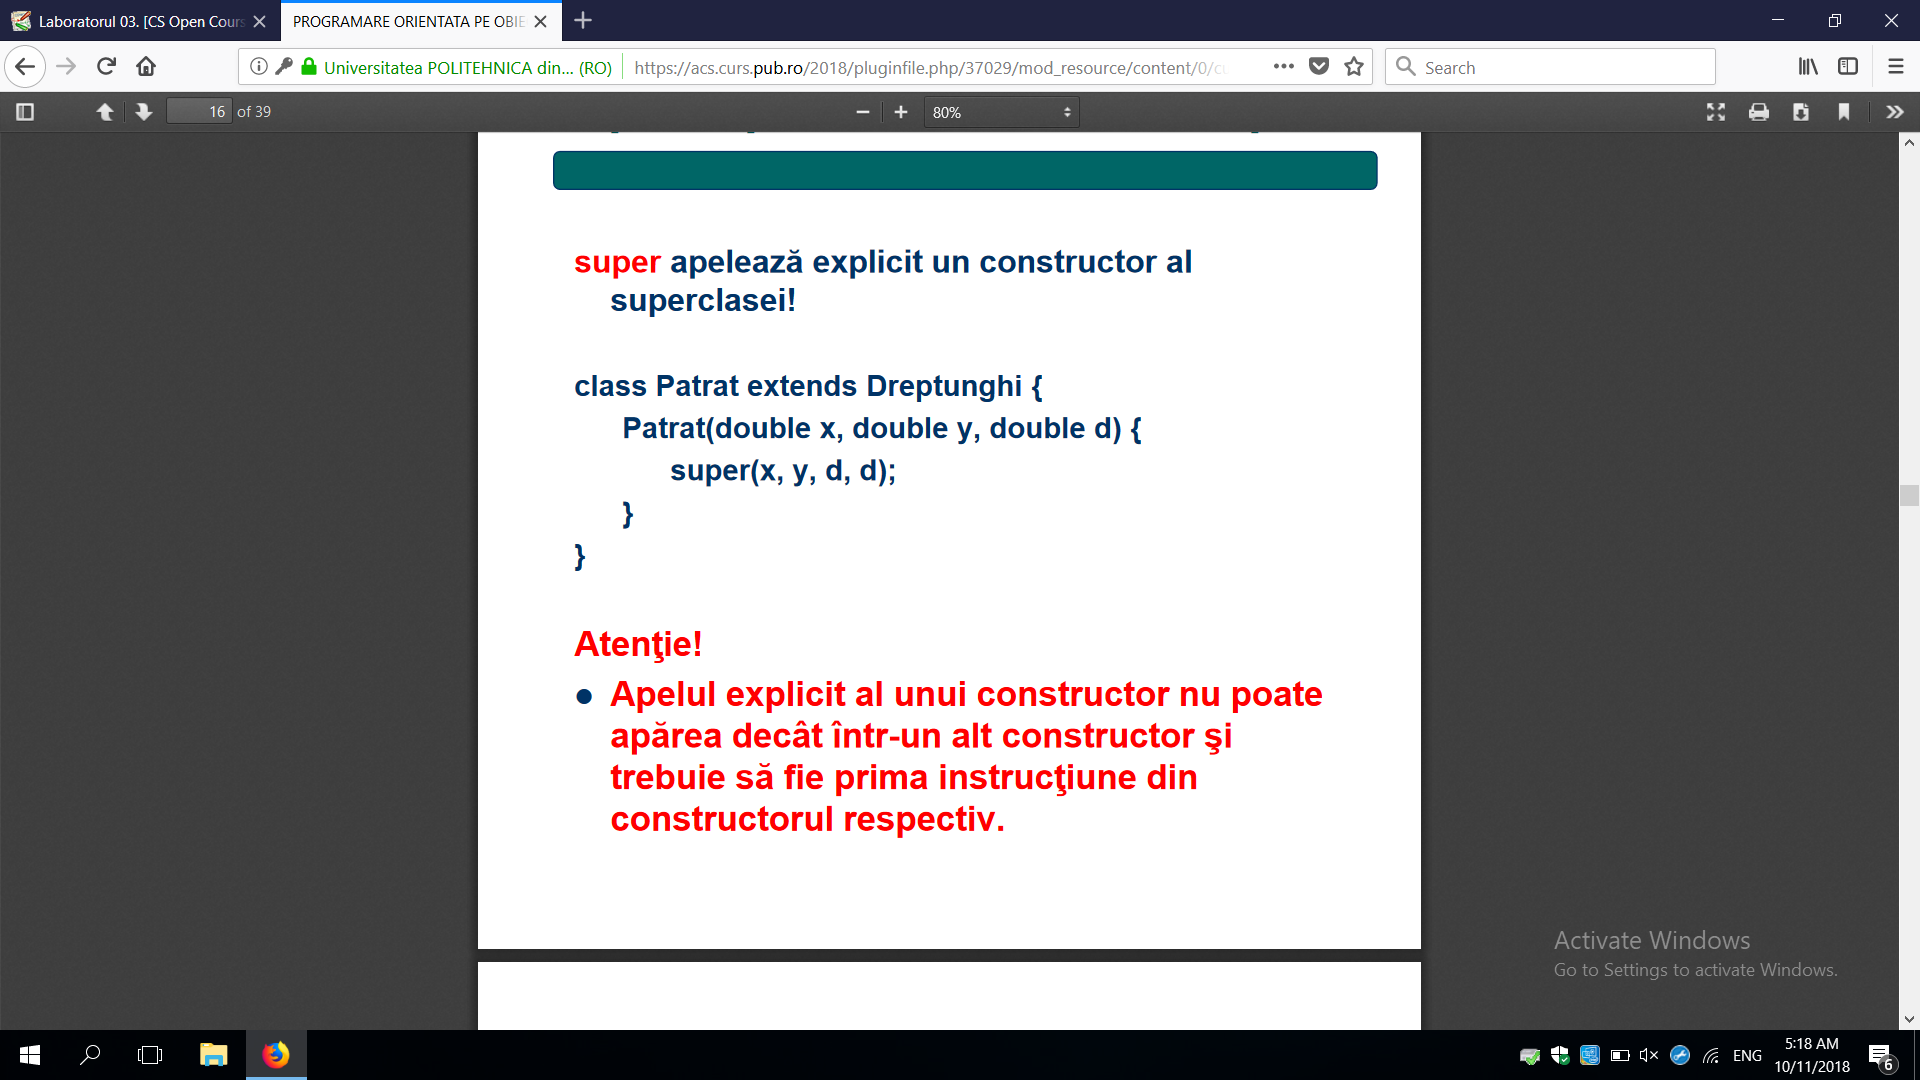 Laboratorul 03. [CS Open Cours
PROGRAMARE ORIENTATA PE OBIE
Universitatea POLITEHNICA din... (RO)
https://acs.curs.pub.ro/2018/pluginfile.php/37029/mod_resource/content/0/cu
Search
16 of 39
80%
super apelează explicit un constructor al
superclasei!
class Patrat extends Dreptunghi {
Patrat(double x, double y, double d) {
super(x, y, d, d);
}
}
Atenţie!
● Apelul explicit al unui constructor nu poate
apărea decât într-un alt constructor şi
trebuie să fie prima instrucţiune din
constructorul respectiv.
Activate Windows
Go to Settings to activate Windows.
ENG
5:18 AM
10/11/2018
6